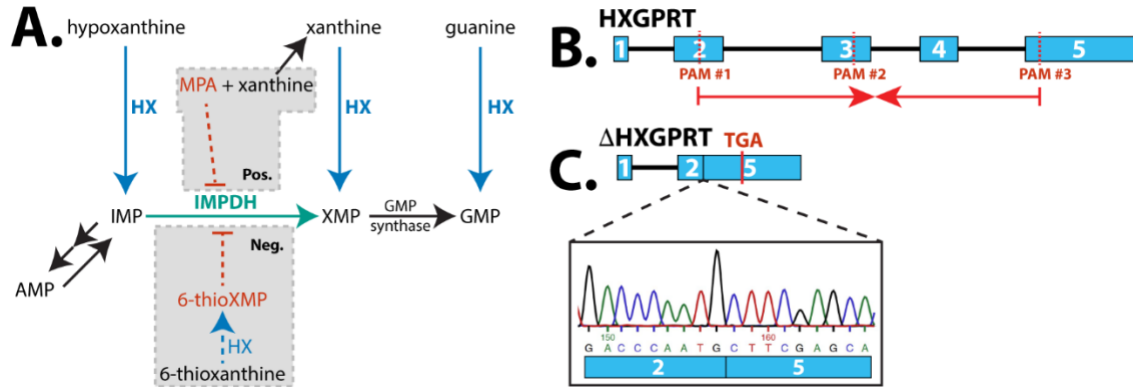 A.
hypoxanthine
xanthine
guanine
MPA + xanthine
HX
HX
HX
Pos.
IMPDH
IMP
XMP
GMP
synthase
GMP
Neg.
AMP
6-thioXMP
HX
6-thioxanthine
B.
HXGPRT
1
2
3
4
5
PAM #1
PAM #2
PAM #3
C.
ΔHXGPRT
TGA
1
2
5
150
160
G A C C C A A T G C T T C G A G C A
2
5